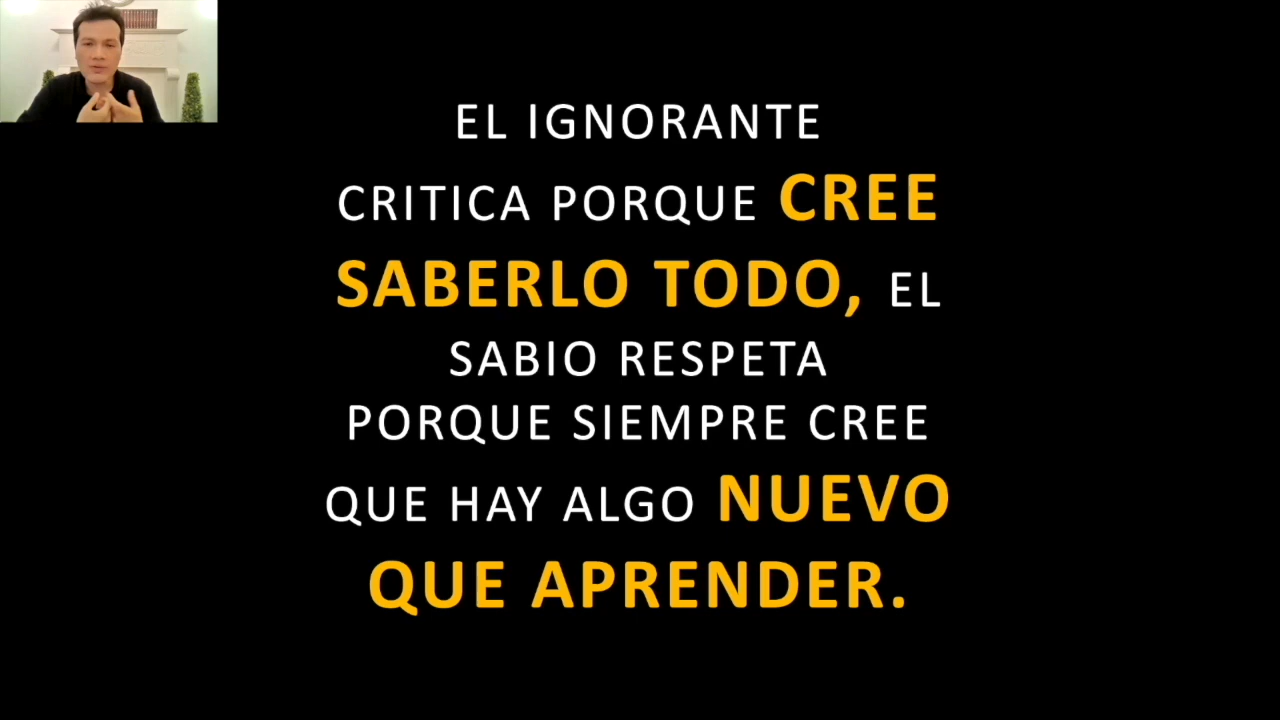 EL IGNORANTE
CRITICA PORQUE CREE
SABERLO TODO, EL
SABIO RESPETA
PORQUE SIEMPRE CREE
QUE HAY ALGO NUEVO
QUE APRENDER.